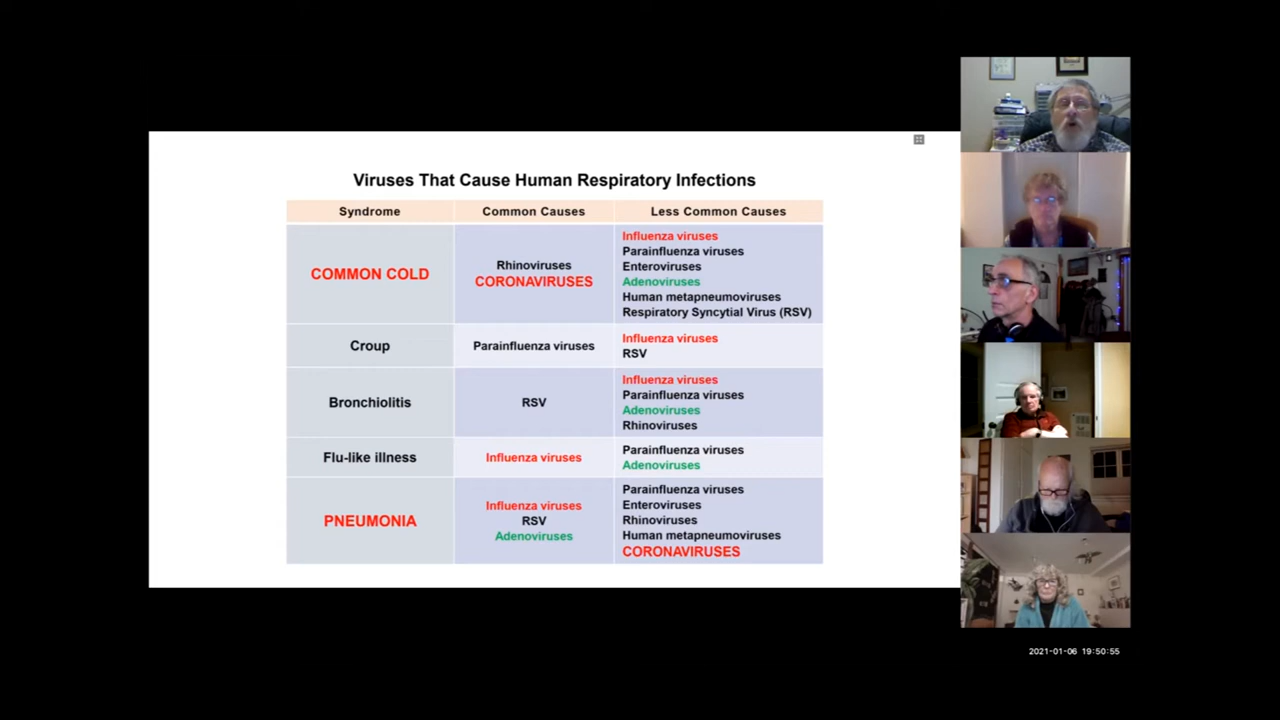 Viruses That Cause Human Respiratory Infections
Syndrome
Common Causes
Less Common Causes
COMMON COLD
Rhinoviruses
CORONAVIRUSES
Influenza viruses
Parainfluenza viruses
Enteroviruses
Adenoviruses
Human metapneumoviruses
Respiratory Syncytial Virus (RSV)
Croup
Parainfluenza viruses
Influenza viruses
RSV
Bronchiolitis
RSV
Influenza viruses
Parainfluenza viruses
Adenoviruses
Rhinoviruses
Flu-like illness
Influenza viruses
Parainfluenza viruses
Adenoviruses
PNEUMONIA
Influenza viruses
RSV
Adenoviruses
Parainfluenza viruses
Enteroviruses
Rhinoviruses
Human metapneumoviruses
CORONAVIRUSES
2021-01-06 19:50:55